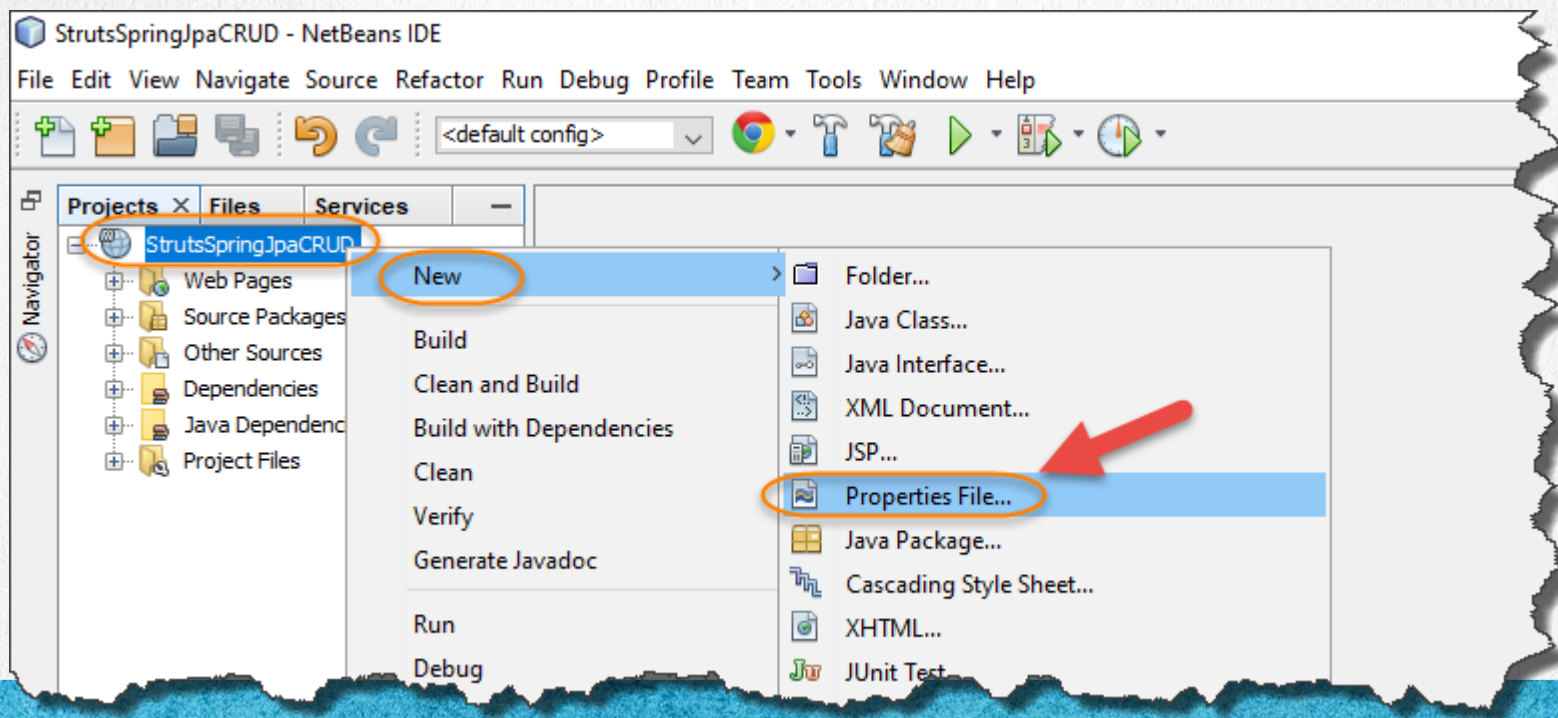 StrutsSpringJpaCRUD - NetBeans IDE
File Edit View Navigate Source Refactor Run Debug Profile Team Tools Window Help
<default config>
Projects Files Services
Navigator
StrutsSpringJpaCRUD
Web Pages
Source Packages
Other Sources
Dependencies
Java Dependenc
Project Files
New
Build
Clean and Build
Build with Dependencies
Clean
Verify
Generate Javadoc
Run
Debug
Folder...
Java Class...
Java Interface...
XML Document...
JSP...
Properties File...
Java Package...
Cascading Style Sheet...
XHTML...
JUnit Test